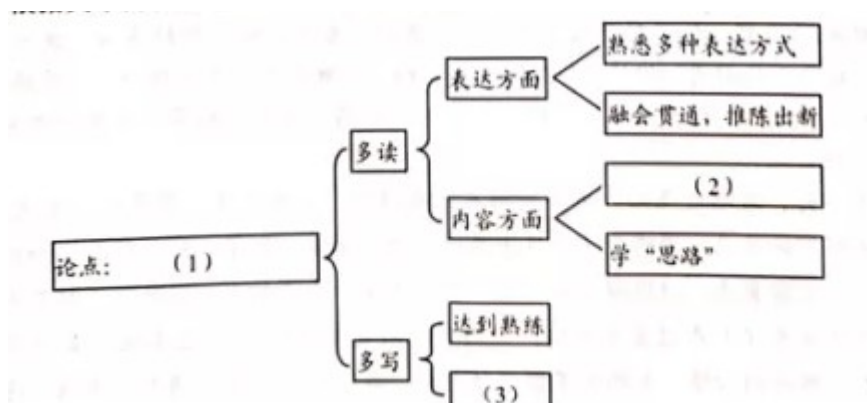 熟悉多种表达方式
表达方面
融会贯通，推陈出新
多读
(2)
内容方面
学“思路”
论点： (1)
达到熟练
多写
(3)